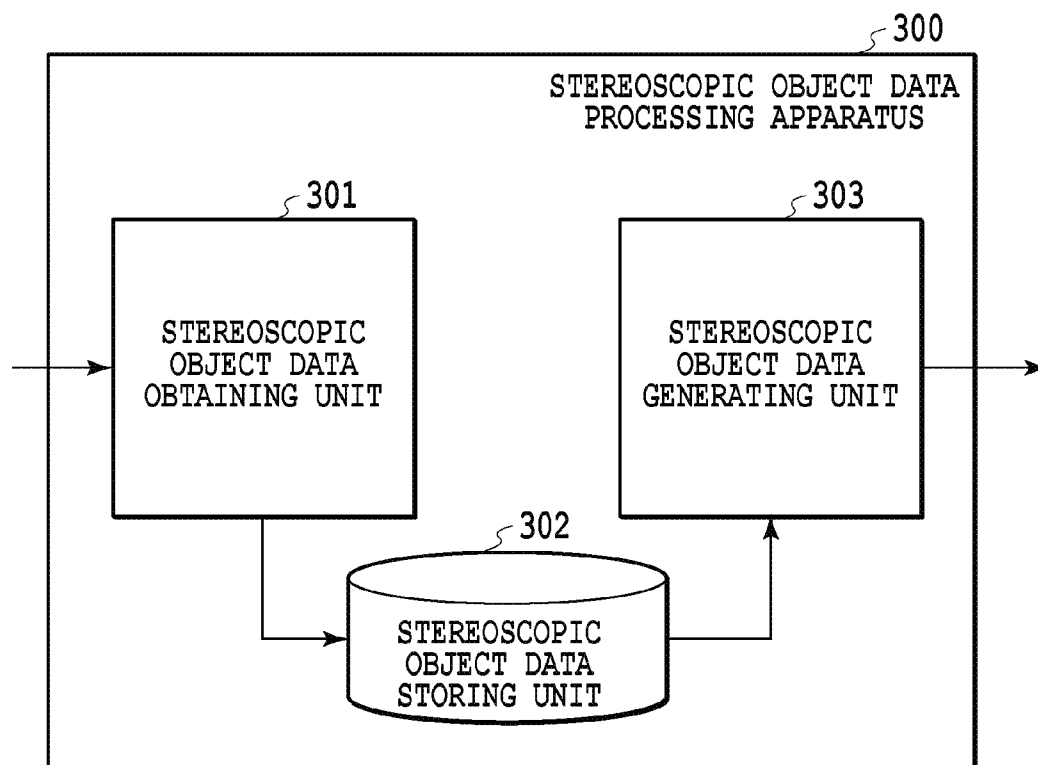 300
STEREOSCOPIC OBJECT DATA
PROCESSING APPARATUS
301
STEREOSCOPIC
OBJECT DATA
OBTAINING UNIT
303
STEREOSCOPIC
OBJECT DATA
GENERATING UNIT
302
STEREOSCOPIC
OBJECT DATA
STORING UNIT